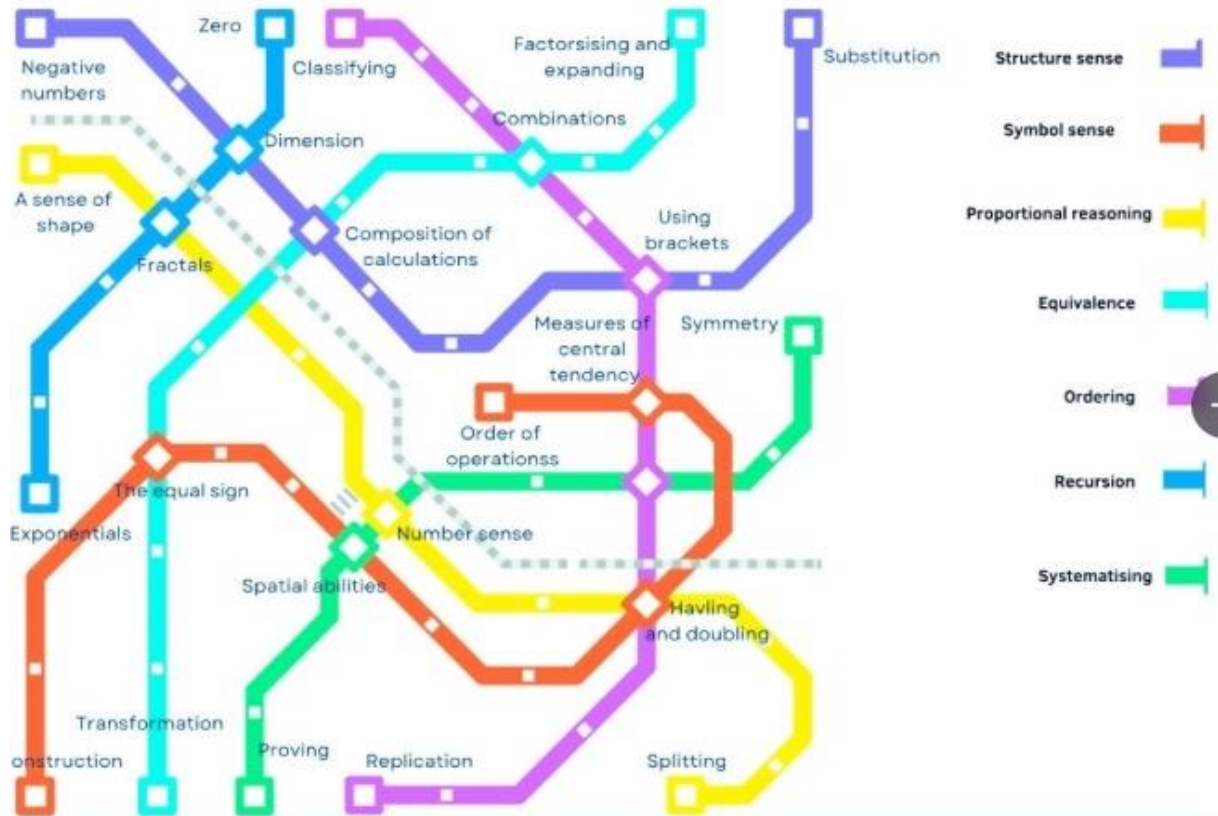 Zero
Negative
numbers
Classifying
Factorsising and
expanding
Substitution
Combinations
Dimension
A sense of
shape
Fractals
Composition of
calculations
Using
brackets
Measures of
central
tendency
Symmetry
Order of
operationss
The equal sign
Exponentials
Number sense
Spatial abilities
Havling
and doubling
Transformation
onstruction
Proving
Replication
Splitting
Structure sense
Symbol sense
Proportional reasoning
Equivalence
Ordering
Recursion
Systematising